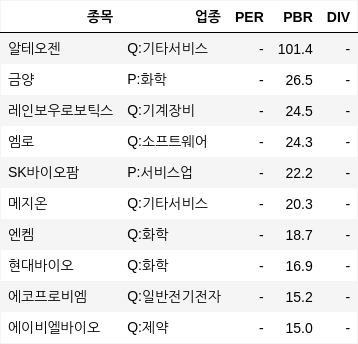 종목 업종 PER PBR DIV
알테오젠 Q:기타서비스 - 101.4 -
금양 P:화학 - 26.5 -
레인보우로보틱스 Q:기계장비 - 24.5 -
엠로 Q:소프트웨어 - 24.3 -
SK바이오팜 P:서비스업 - 22.2 -
메지온 Q:기타서비스 - 20.3 -
엔켐 Q:화학 - 18.7 -
현대바이오 Q:화학 - 16.9 -
에코프로비엠 Q:일반전기전자 - 15.2 -
에이비엘바이오 Q:제약 - 15.0 -